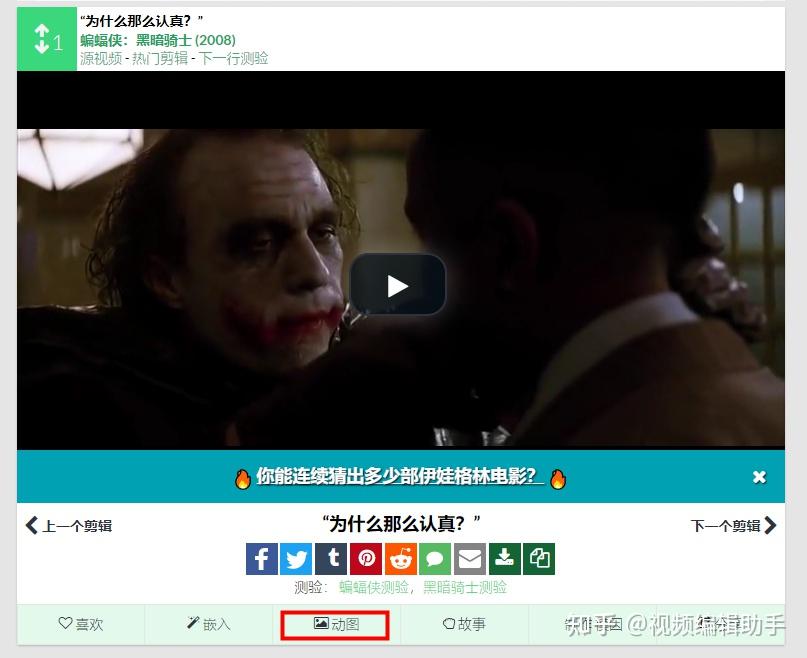 1
“为什么那么认真？”
蝙蝠侠：黑暗骑士 (2008)
源视频 - 热门剪辑 - 下一行测验
你能连续猜出多少部伊娃格林电影？
上一个剪辑
“为什么那么认真？”
下一个剪辑
测验： 蝙蝠侠测验，黑暗骑士测验
喜欢
嵌入
动图
故事
知乎 @视频编辑助手